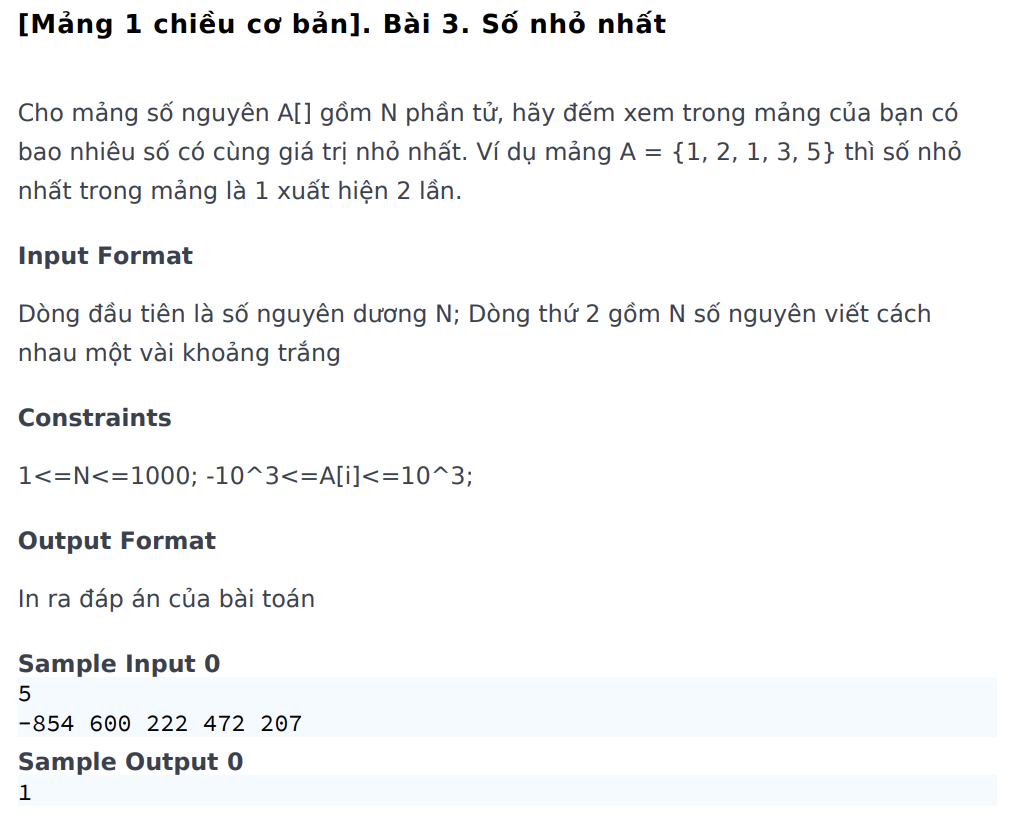 [Mảng 1 chiều cơ bản]. Bài 3. Số nhỏ nhất
Cho mảng số nguyên A[] gồm N phần tử, hãy đếm xem trong mảng của bạn có
bao nhiêu số có cùng giá trị nhỏ nhất. Ví dụ mảng A = {1, 2, 1, 3, 5} thì số nhỏ
nhất trong mảng là 1 xuất hiện 2 lần.
Input Format
Dòng đầu tiên là số nguyên dương N; Dòng thứ 2 gồm N số nguyên viết cách
nhau một vài khoảng trắng
Constraints
1<=N<=1000; -10^3<=A[i]<=10^3;
Output Format
In ra đáp án của bài toán
Sample Input 0
5
-854 600 222 472 207
Sample Output 0
1